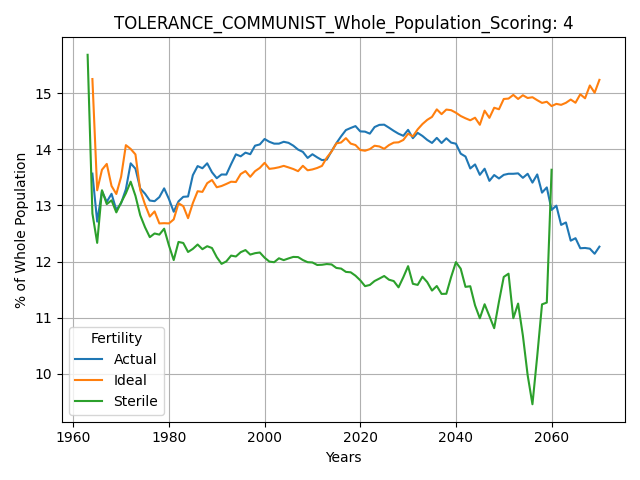 TOLERANCE_COMMUNIST_Whole_Population_Scoring: 4
% of Whole Population
15
14
13
12
11
10
Fertility
Actual
Ideal
Sterile
1960
1980
2000
2020
2040
2060
Years